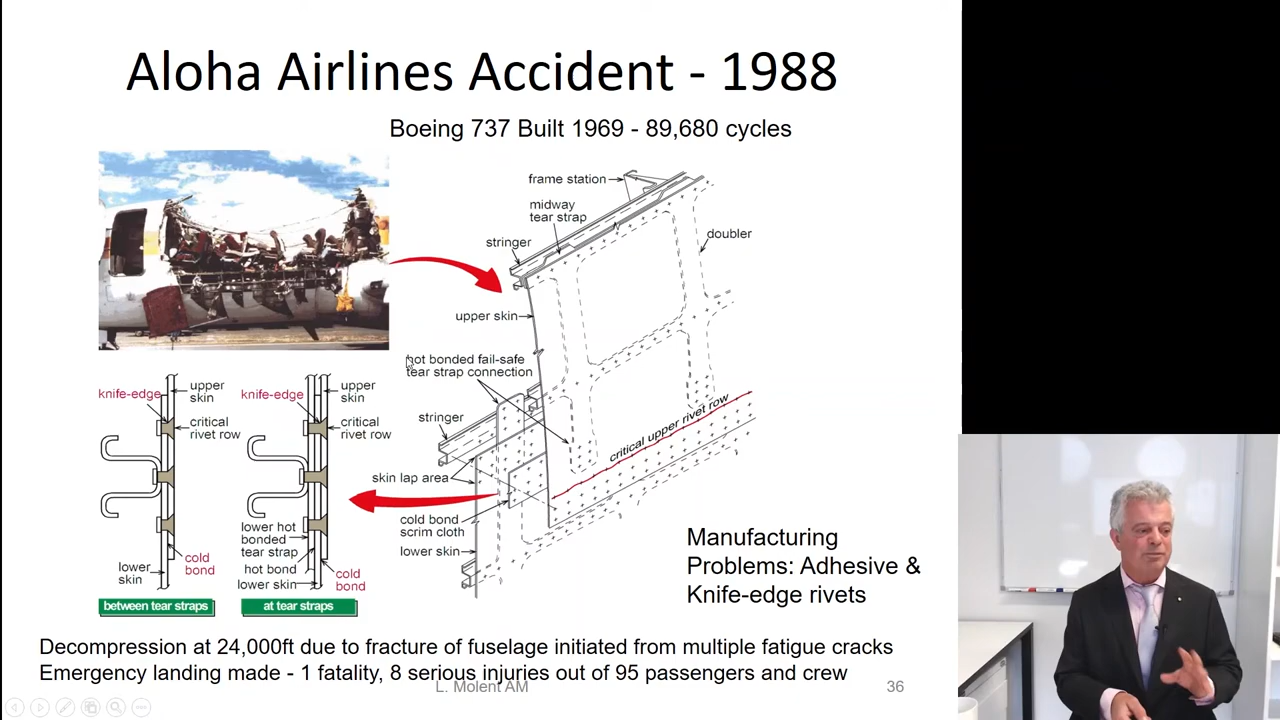 Aloha Airlines Accident - 1988
Boeing 737 Built 1969 - 89,680 cycles
frame station
midway
tear strap
stringer
doubler
upper skin
hot bonded fail-safe
tear strap connection
stringer
critical upper rivet row
skin lap area
cold bond
scrim cloth
lower skin
knife-edge
upper
skin
critical
rivet row
lower
skin
cold
bond
between tear straps
knife-edge
upper
skin
critical
rivet row
lower hot
bonded
tear strap
hot bond
lower skin
cold
bond
at tear straps
Manufacturing
Problems: Adhesive &
Knife-edge rivets
Decompression at 24,000ft due to fracture of fuselage initiated from multiple fatigue cracks
Emergency landing made - 1 fatality, 8 serious injuries out of 95 passengers and crew
L. Molent AM
36